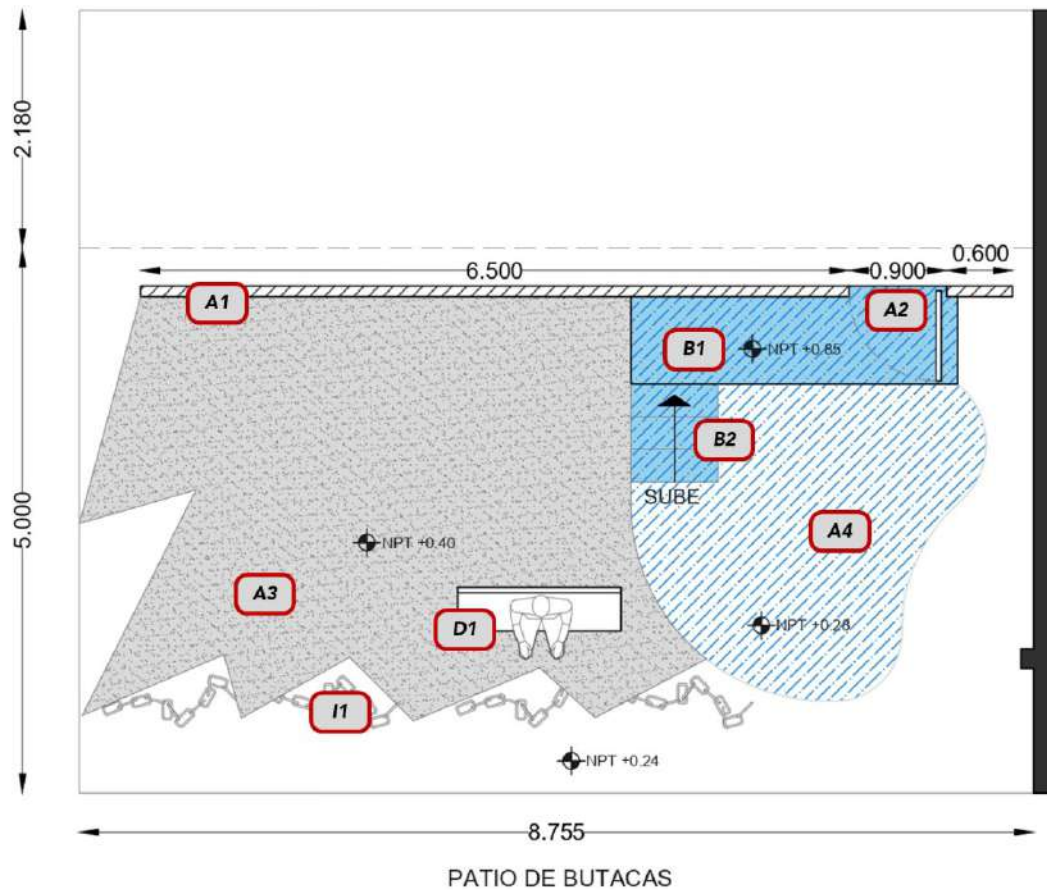 2.180
0.600
6.500
0.900
A1
A2
B1
NPT +0.85
B2
SUBE
5.000
A4
NPT +0.40
A3
D1
NPT +0.28
I1
NPT +0.24
8.755
PATIO DE BUTACAS